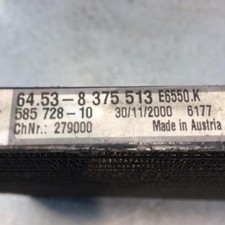 64.53-8 375 513 E6550.K
585 728-10 30/11/2000 6177
ChNr.: 279000 Made in Austria